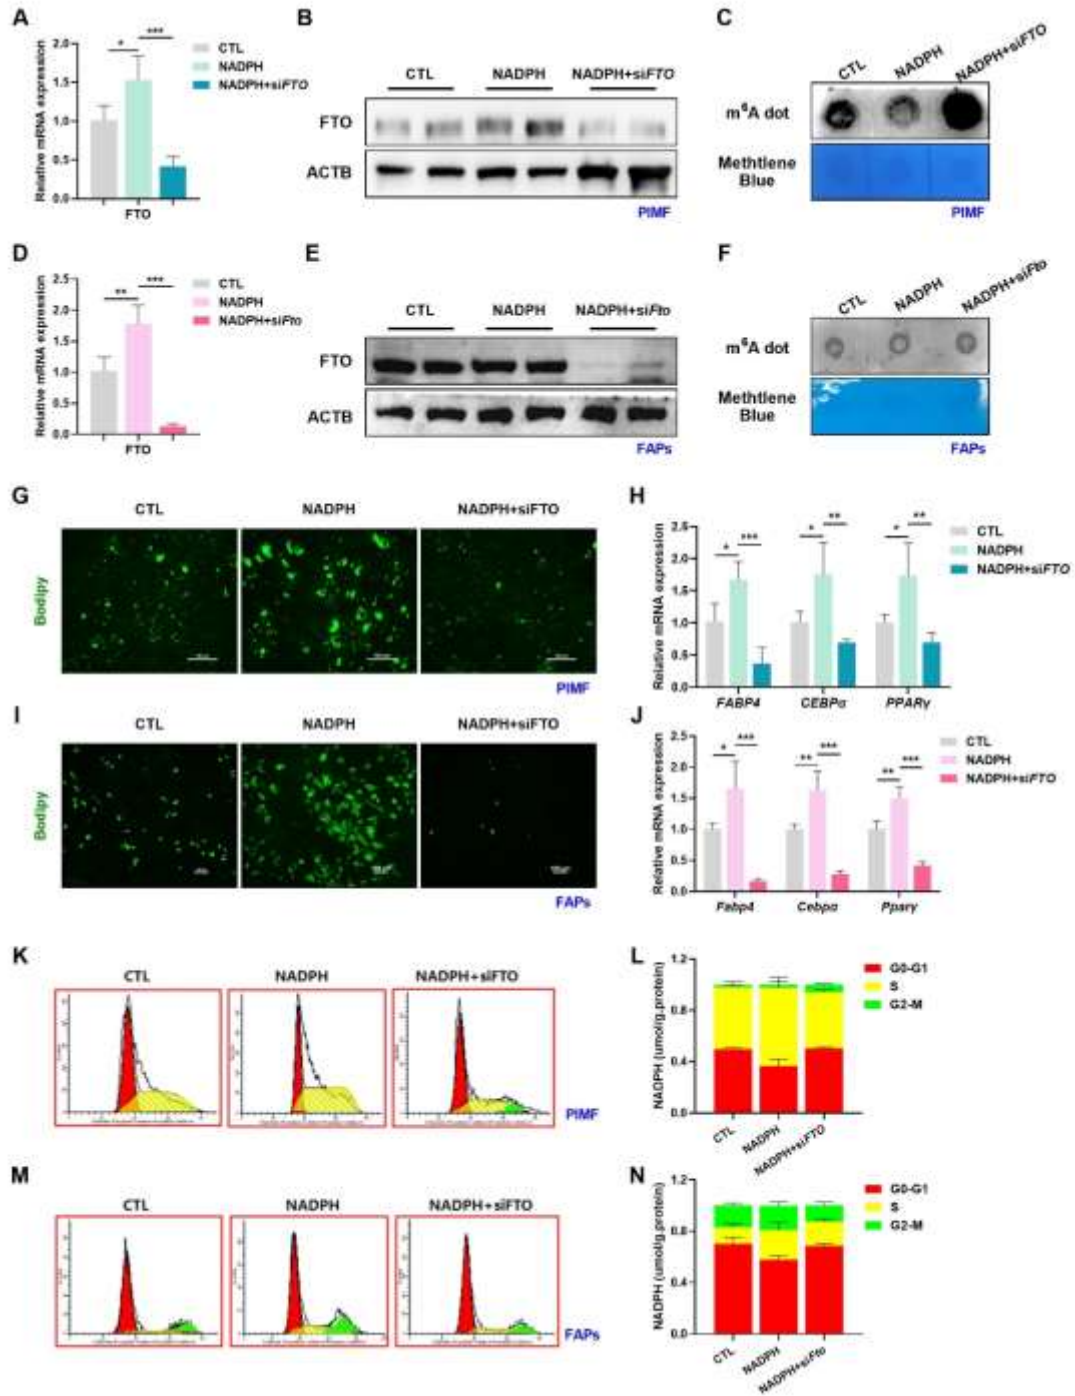 A
Relative mRNA expression
2.0
1.5
1.0
0.5
0.0
* ***
FTO
CTL
NADPH
NADPH+siFTO
B
CTL NADPH NADPH+siFTO
FTO
ACTB
PIMF
C
CTL NADPH NADPH+siFTO
m⁶A dot
Methtlene
Blue
PIMF
D
Relative mRNA expression
2.5
2.0
1.5
1.0
0.5
0.0
** ***
FTO
CTL
NADPH
NADPH+siFto
E
CTL NADPH NADPH+siFto
FTO
ACTB
FAPs
F
CTL NADPH NADPH+siFto
m⁶A dot
Methtlene
Blue
FAPs
G
CTL NADPH NADPH+siFTO
Bodipy
PIMF
H
Relative mRNA expression
2.5
2.0
1.5
1.0
0.5
0.0
* *** * ** * **
FABP4 CEBPα PPARγ
CTL
NADPH
NADPH+siFTO
I
CTL NADPH NADPH+siFTO
Bodipy
FAPs
J
Relative mRNA expression
2.5
2.0
1.5
1.0
0.5
0.0
* *** ** *** ** ***
Fabp4 Cebpα Pparγ
CTL
NADPH
NADPH+siFTO
K
CTL NADPH NADPH+siFTO
PIMF
L
NADPH (umol/g.protein)
1.2
0.8
0.4
0.0
CTL NADPH NADPH+siFTO
G0-G1
S
G2-M
M
CTL NADPH NADPH+siFTO
FAPs
N
NADPH (umol/g.protein)
1.2
0.8
0.4
0.0
CTL NADPH NADPH+siFto
G0-G1
S
G2-M